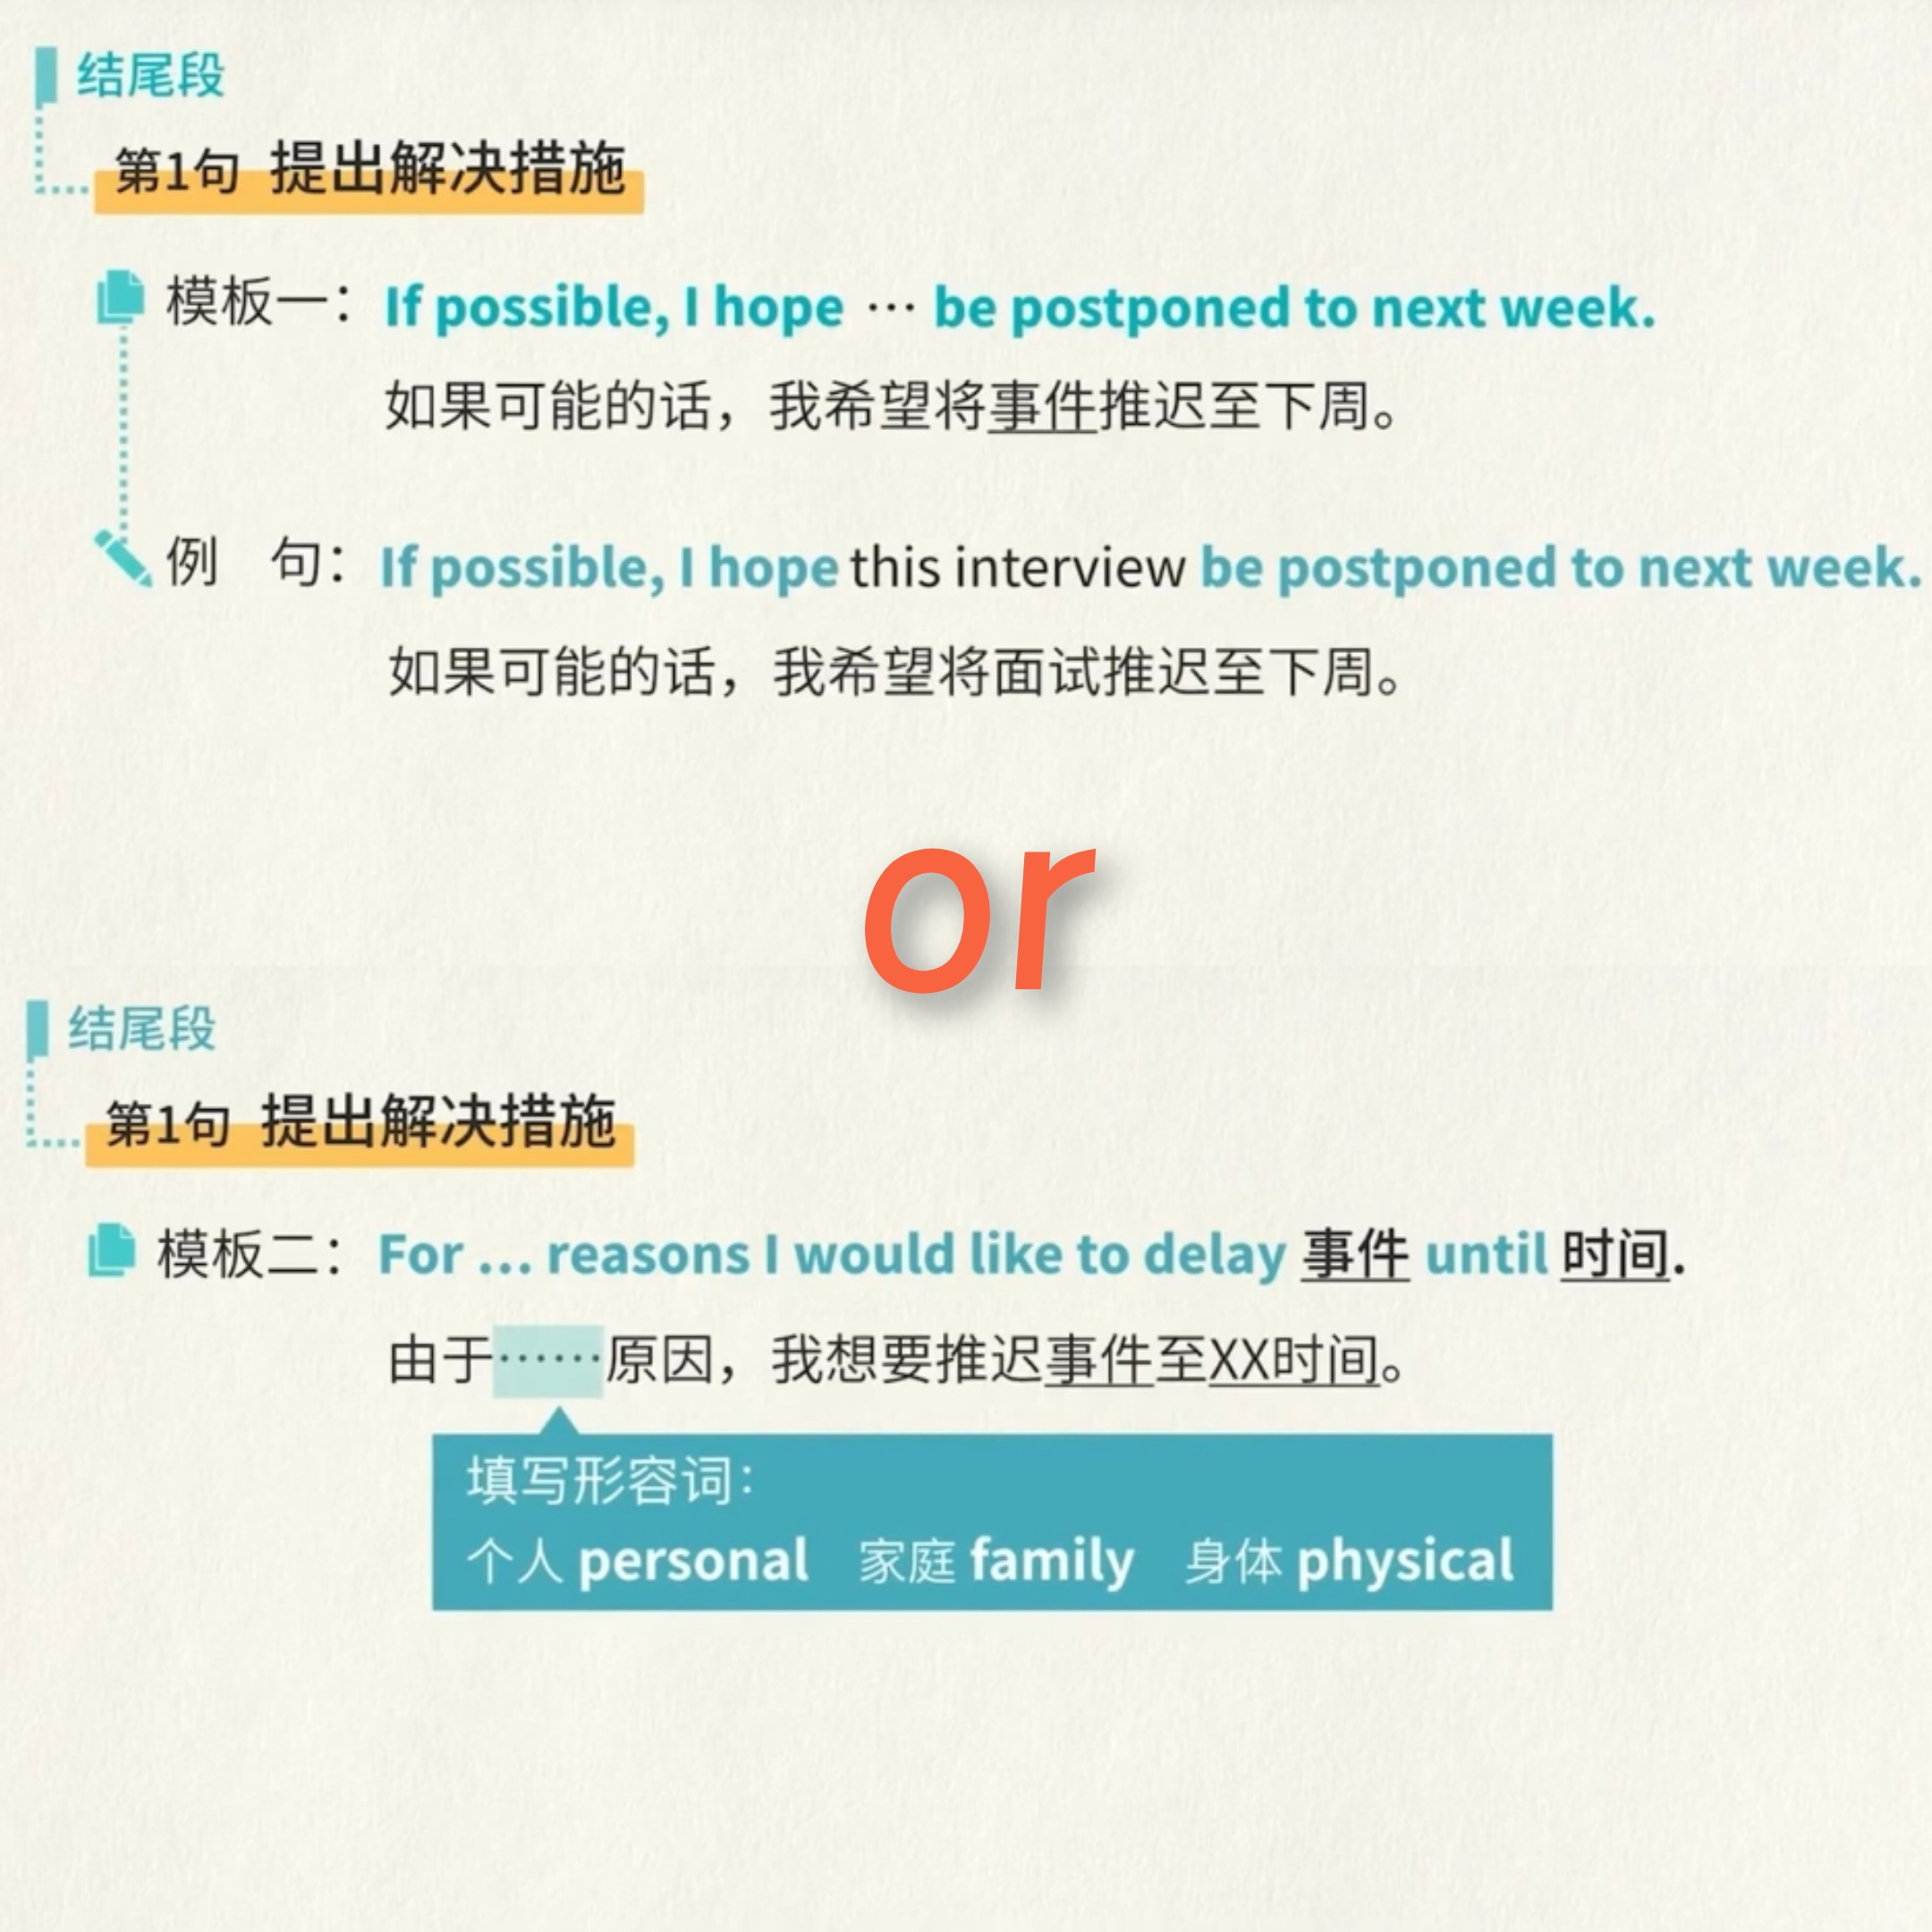 结尾段
第1句 提出解决措施
模板一：If possible, I hope … be postponed to next week.
如果可能的话，我希望将事件推迟至下周。
例 句：If possible, I hope this interview be postponed to next week.
如果可能的话，我希望将面试推迟至下周。
or
结尾段
第1句 提出解决措施
模板二：For ... reasons I would like to delay 事件 until 时间.
由于……原因，我想要推迟事件至XX时间。
填写形容词：
个人 personal 家庭 family 身体 physical